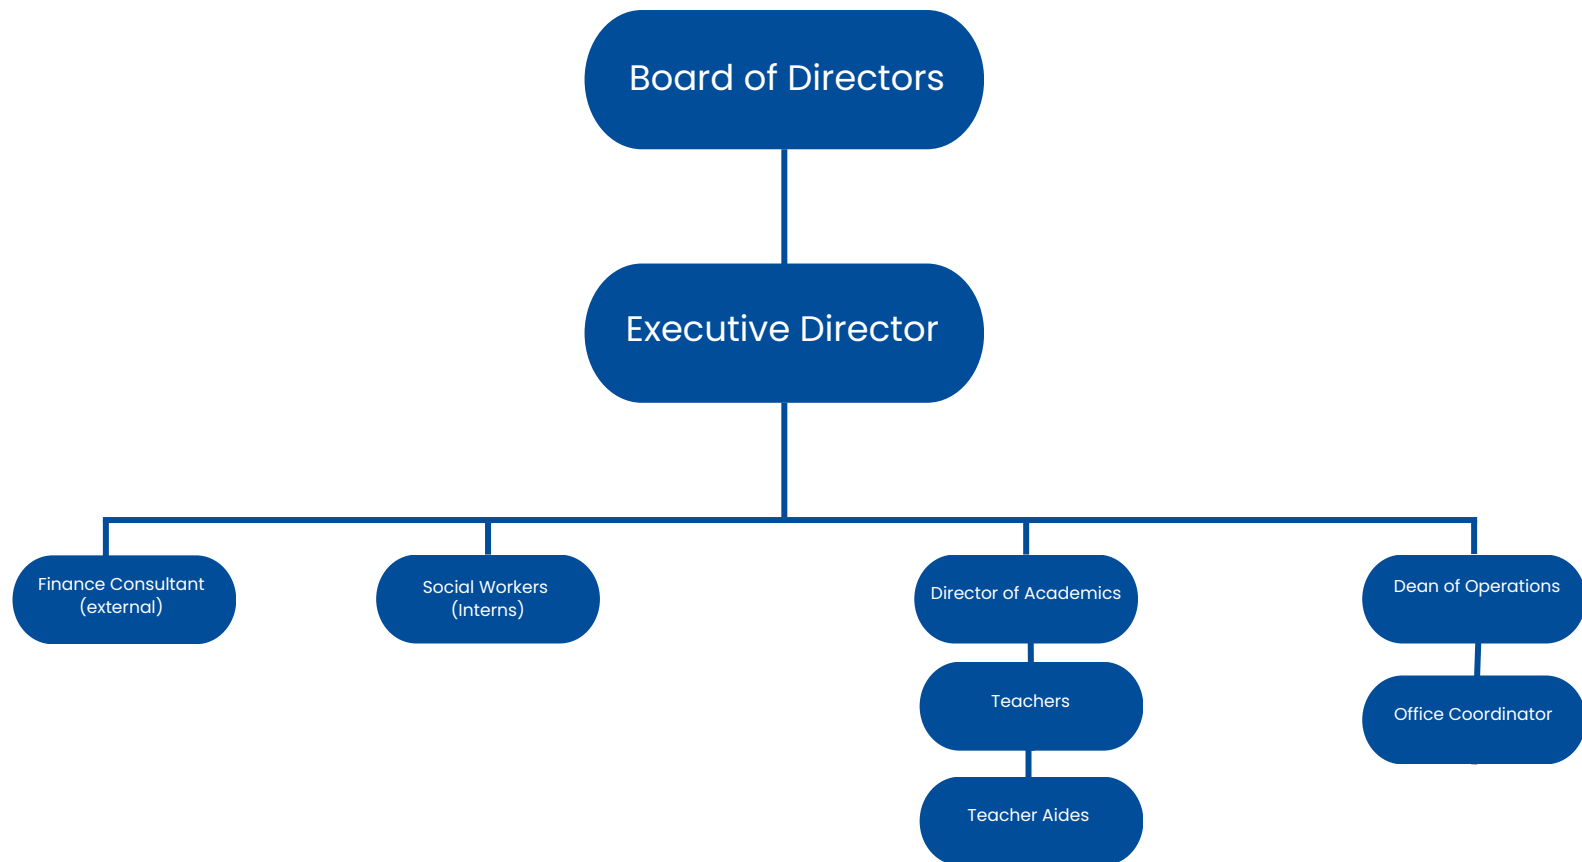 Board of Directors
Executive Director
Finance Consultant
(external)
Social Workers
(Interns)
Director of Academics
Dean of Operations
Teachers
Office Coordinator
Teacher Aides